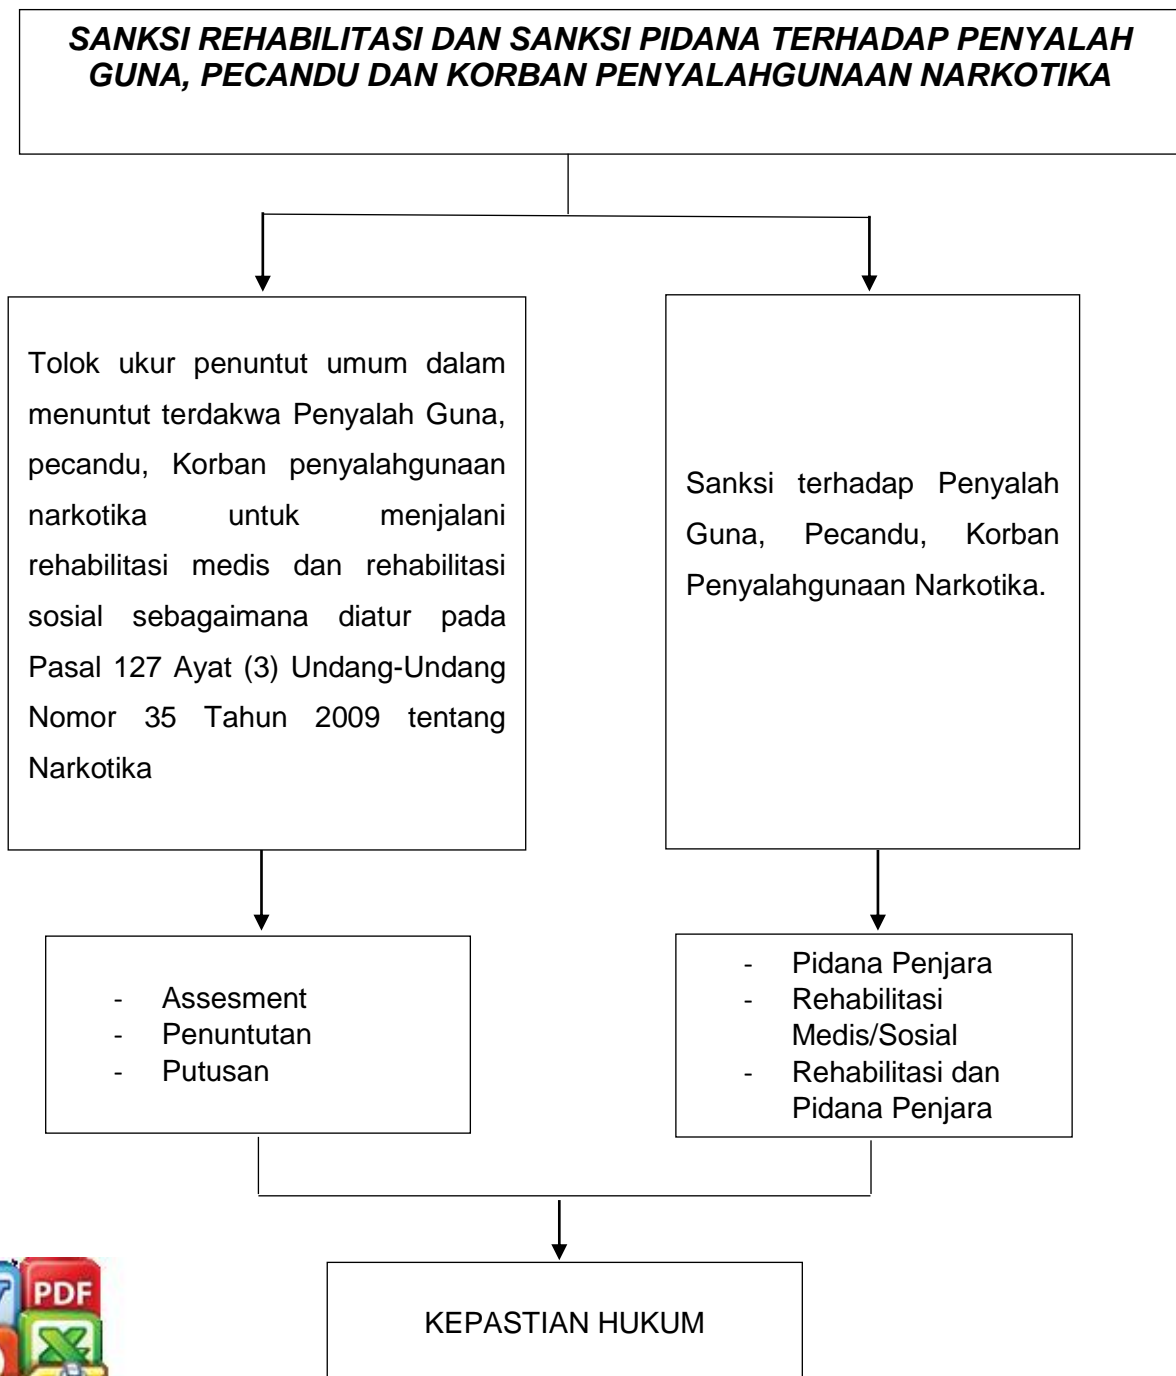 SANKSI REHABILITASI DAN SANKSI PIDANA TERHADAP PENYALAH
GUNA, PECANDU DAN KORBAN PENYALAHGUNAAN NARKOTIKA
Tolok ukur penuntut umum dalam
menuntut terdakwa Penyalah Guna,
pecandu, Korban penyalahgunaan
narkotika untuk menjalani
rehabilitasi medis dan rehabilitasi
sosial sebagaimana diatur pada
Pasal 127 Ayat (3) Undang-Undang
Nomor 35 Tahun 2009 tentang
Narkotika
Sanksi terhadap Penyalah
Guna, Pecandu, Korban
Penyalahgunaan Narkotika.
- Assesment
- Penuntutan
- Putusan
- Pidana Penjara
- Rehabilitasi
Medis/Sosial
- Rehabilitasi dan
Pidana Penjara
KEPASTIAN HUKUM
PDF